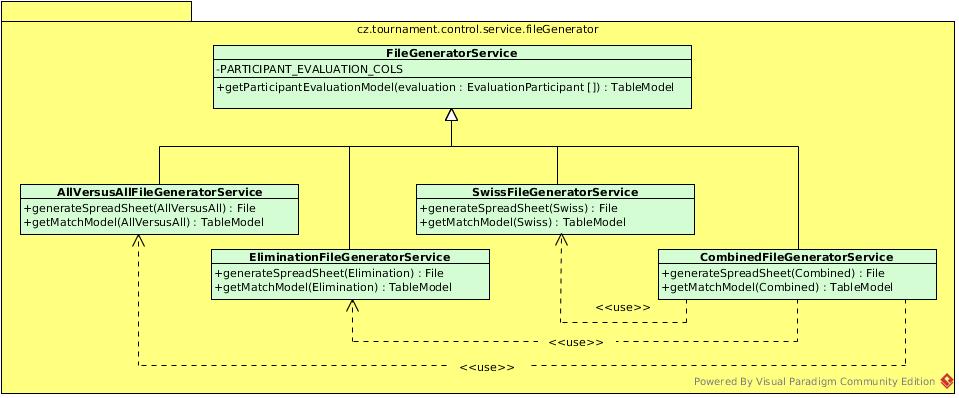 cz.tournament.control.service.fileGenerator
FileGeneratorService
-PARTICIPANT_EVALUATION_COLS
+getParticipantEvaluationModel(evaluation : EvaluationParticipant []) : TableModel
AllVersusAllFileGeneratorService
+generateSpreadSheet(AllVersusAll) : File
+getMatchModel(AllVersusAll) : TableModel
SwissFileGeneratorService
+generateSpreadSheet(Swiss) : File
+getMatchModel(Swiss) : TableModel
EliminationFileGeneratorService
+generateSpreadSheet(Elimination) : File
+getMatchModel(Elimination) : TableModel
CombinedFileGeneratorService
+generateSpreadSheet(Combined) : File
+getMatchModel(Combined) : TableModel
<<use>>
<<use>>
<<use>>
Powered By Visual Paradigm Community Edition